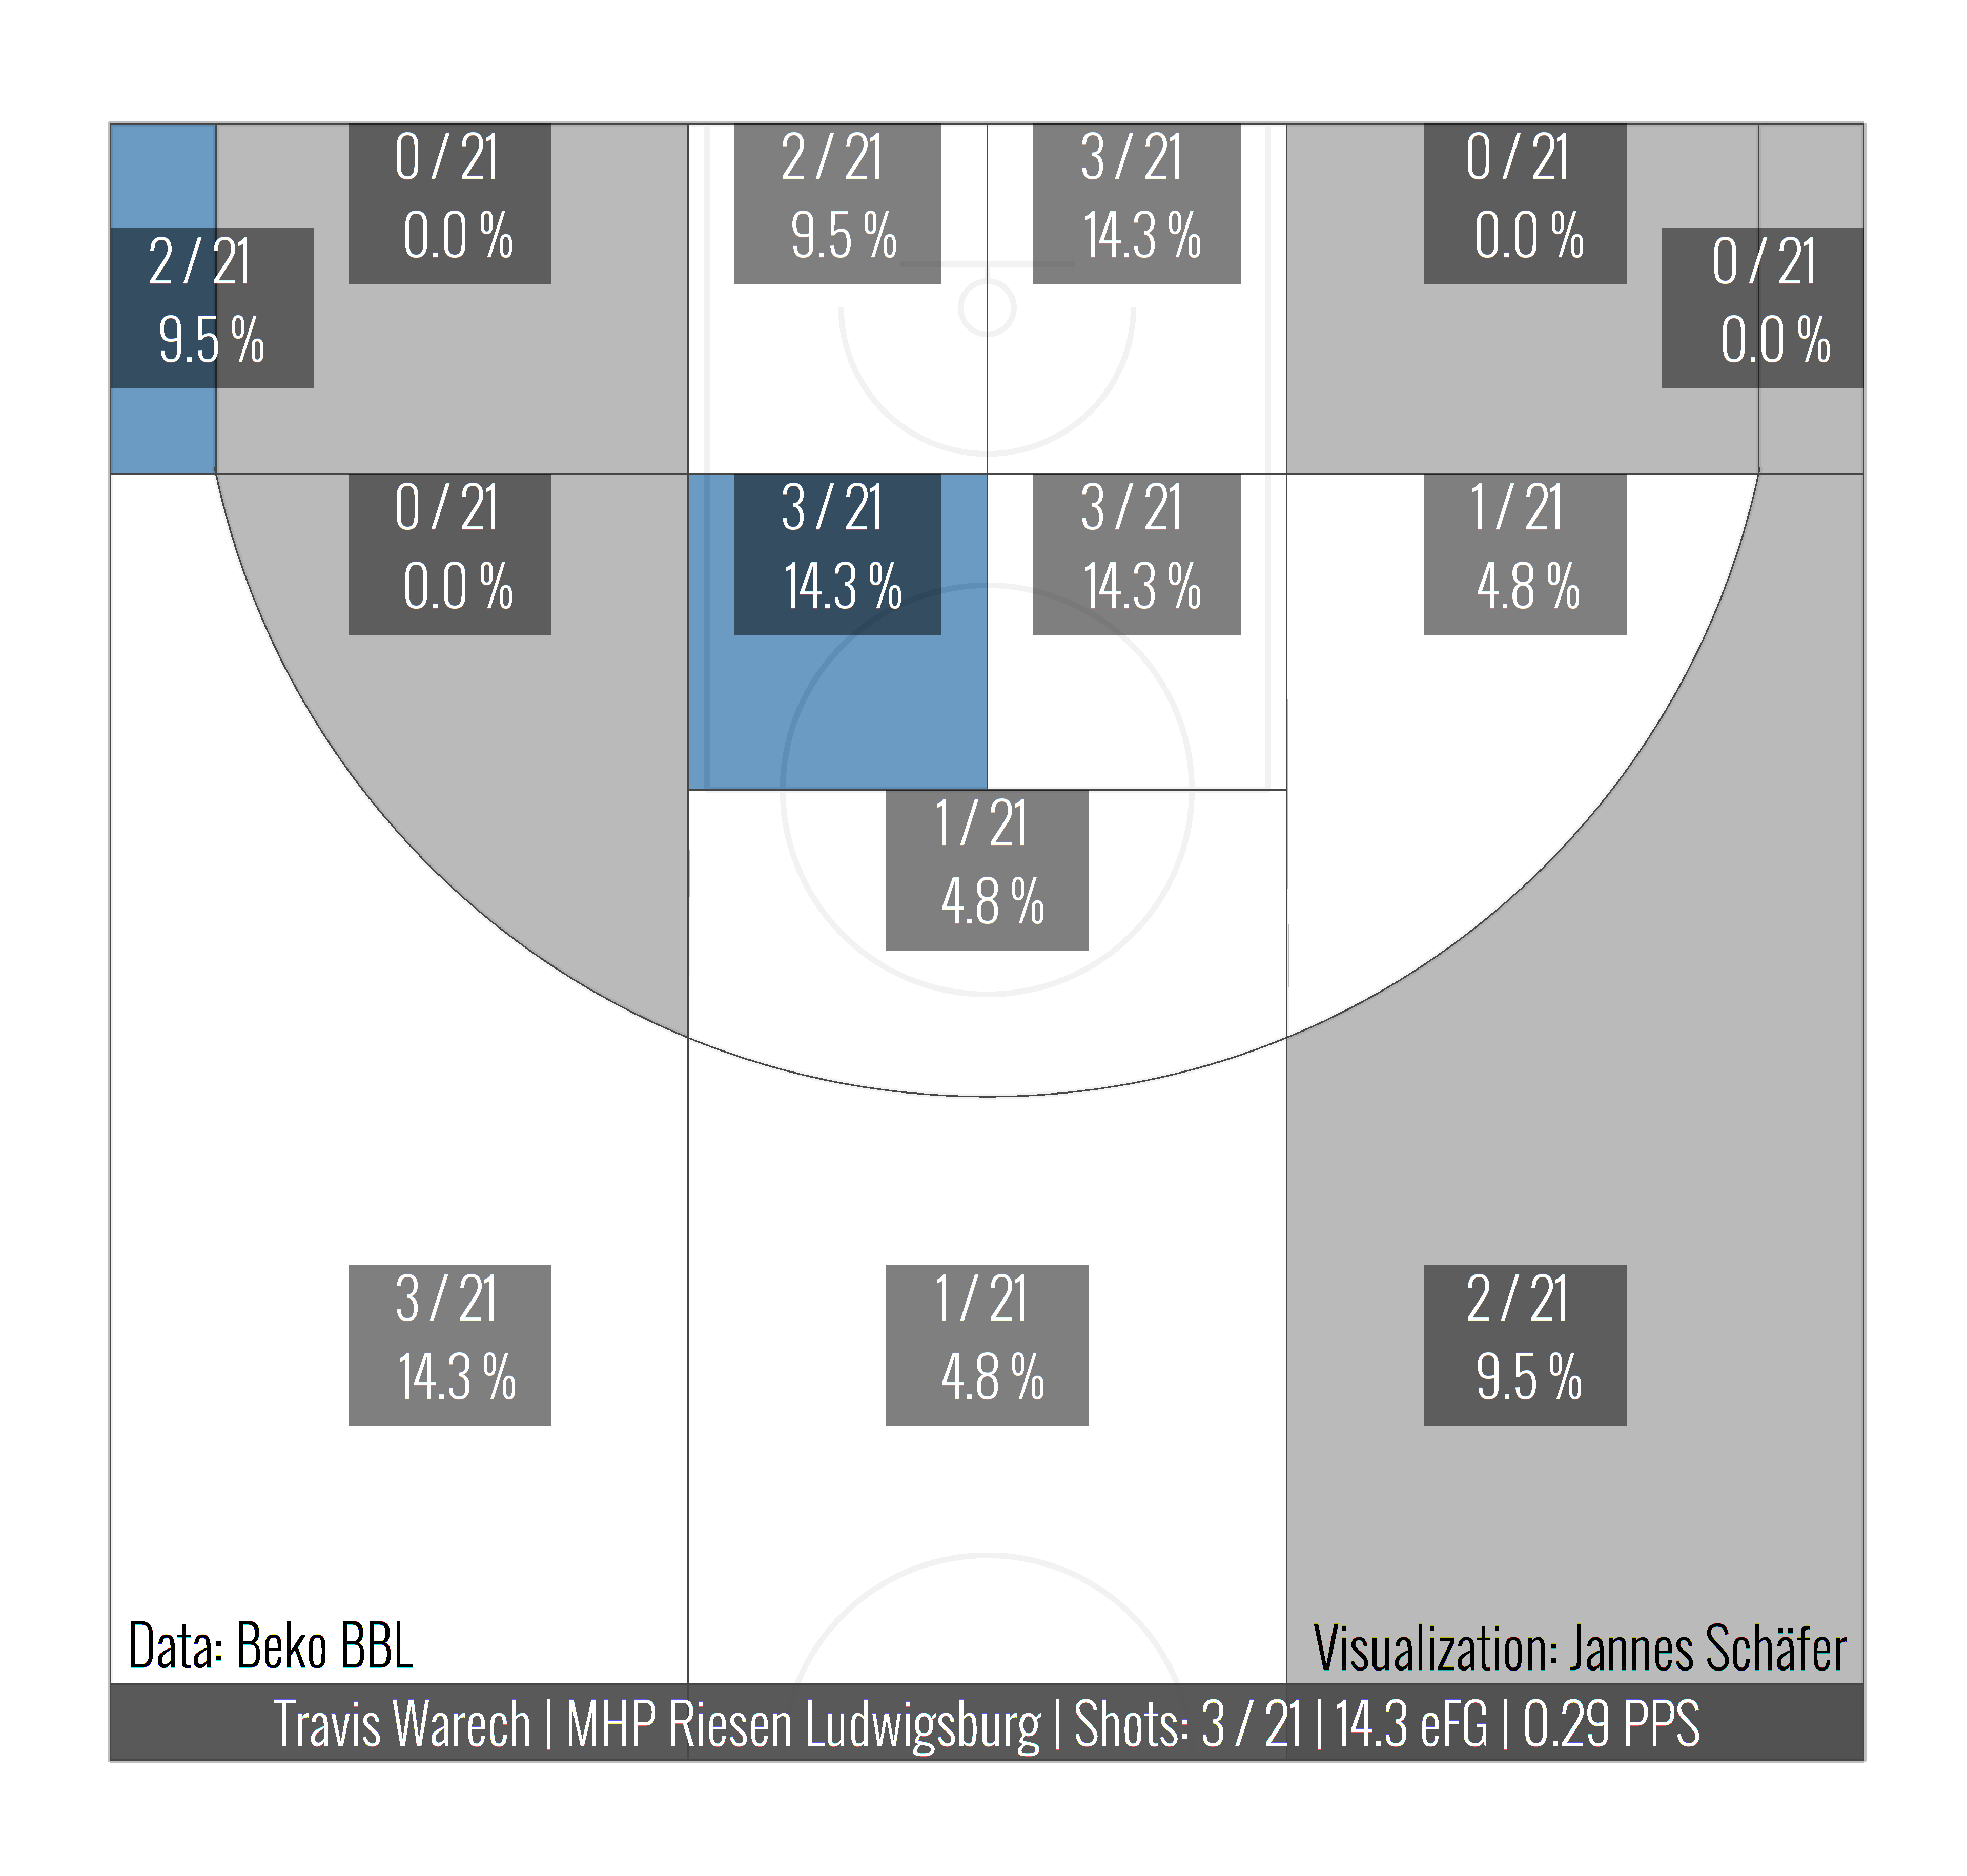 0 / 21
0.0 %
2 / 21
9.5 %
3 / 21
14.3 %
0 / 21
0.0 %
2 / 21
9.5 %
0 / 21
0.0 %
0 / 21
0.0 %
3 / 21
14.3 %
3 / 21
14.3 %
1 / 21
4.8 %
1 / 21
4.8 %
3 / 21
14.3 %
1 / 21
4.8 %
2 / 21
9.5 %
Data: Beko BBL
Visualization: Jannes Schäfer
Travis Warech | MHP Riesen Ludwigsburg | Shots: 3 / 21 | 14.3 eFG | 0.29 PPS